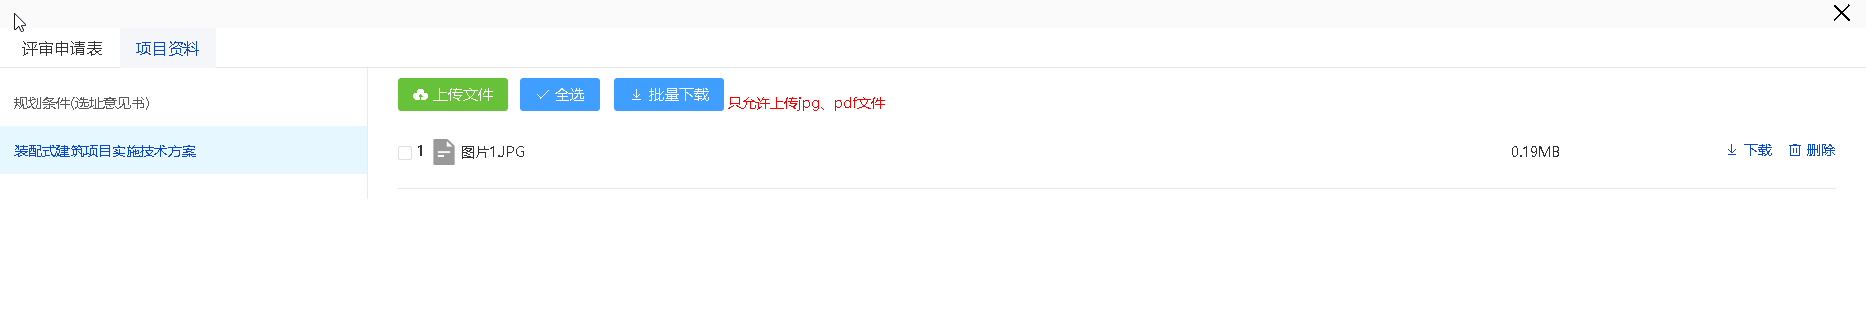 评审申请表 项目资料
规划条件(选址意见书)
上传文件 全选 批量下载 只允许上传jpg、pdf文件
装配式建筑项目实施技术方案
1 图片1.JPG 0.19MB 下载 删除